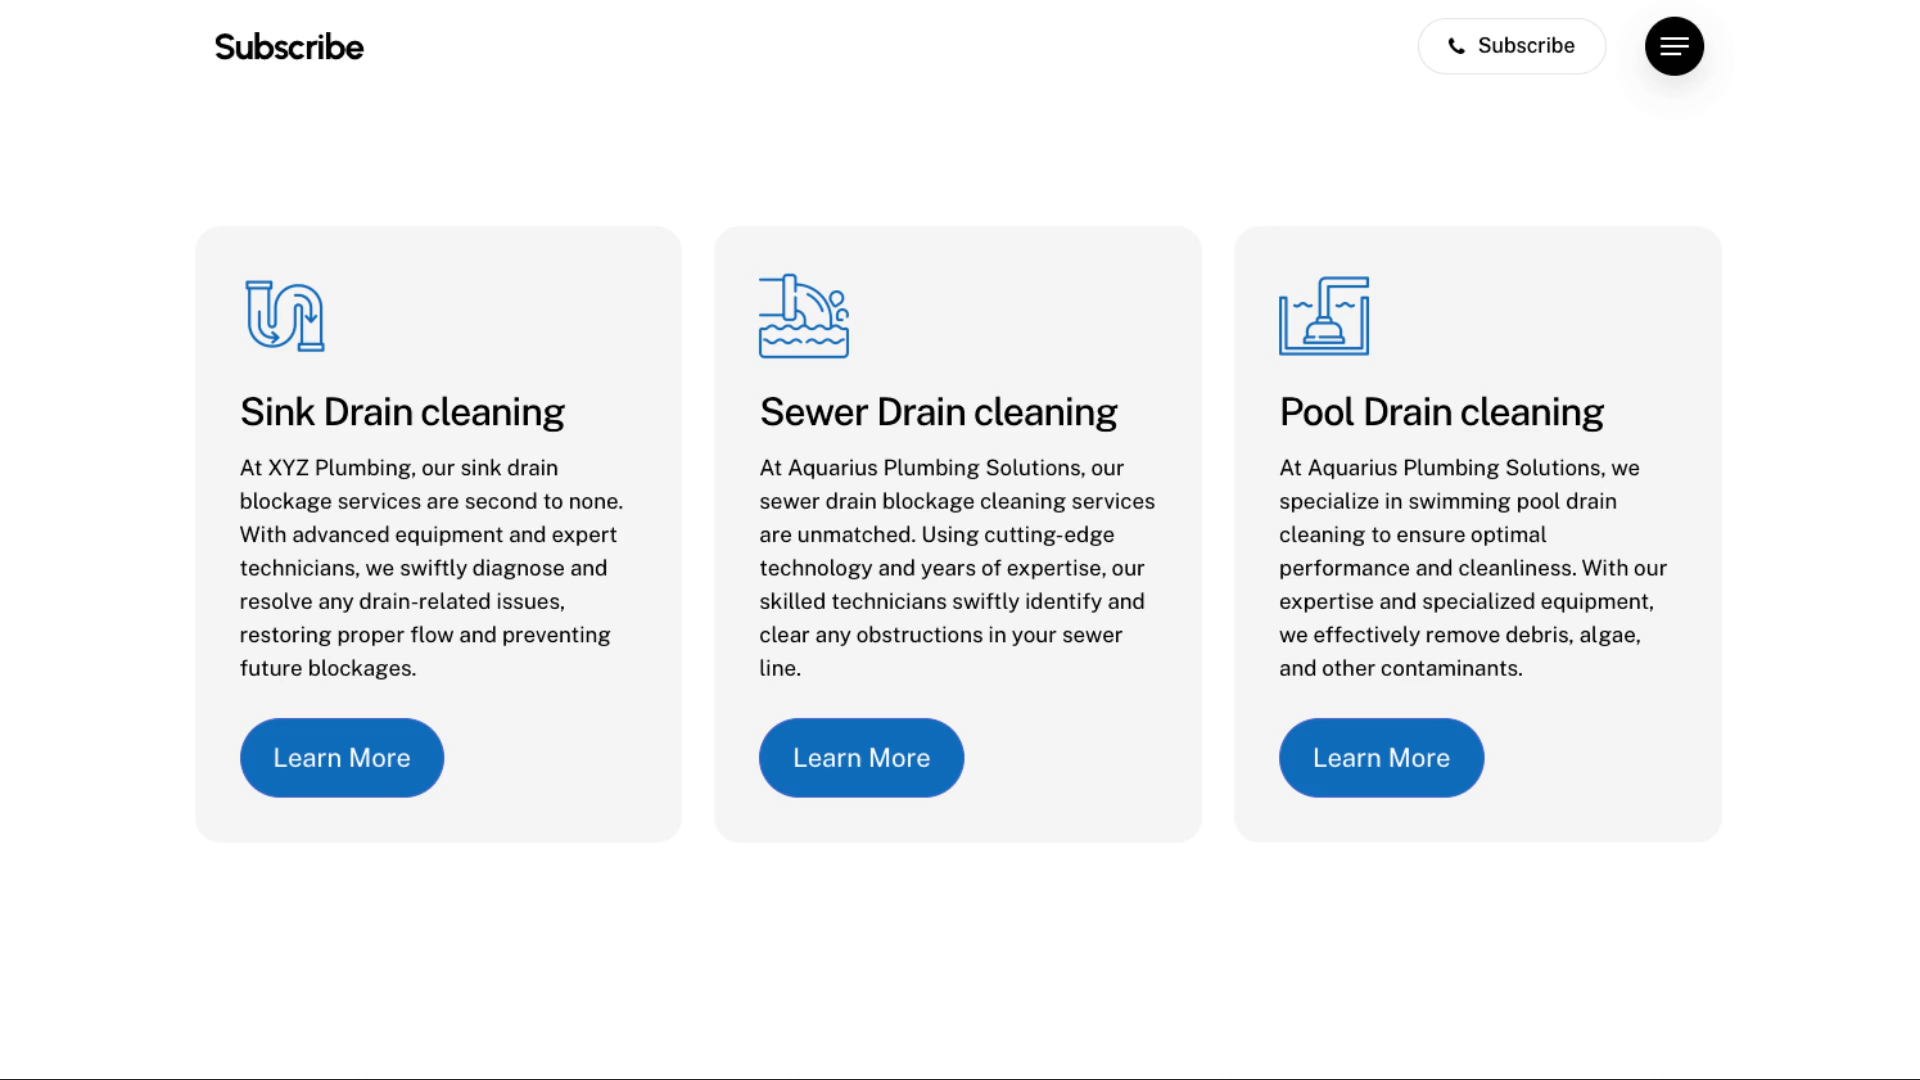 Subscribe
Subscribe
Sink Drain cleaning
At XYZ Plumbing, our sink drain
blockage services are second to none.
With advanced equipment and expert
technicians, we swiftly diagnose and
resolve any drain-related issues,
restoring proper flow and preventing
future blockages.
Learn More
Sewer Drain cleaning
At Aquarius Plumbing Solutions, our
sewer drain blockage cleaning services
are unmatched. Using cutting-edge
technology and years of expertise, our
skilled technicians swiftly identify and
clear any obstructions in your sewer
line.
Learn More
Pool Drain cleaning
At Aquarius Plumbing Solutions, we
specialize in swimming pool drain
cleaning to ensure optimal
performance and cleanliness. With our
expertise and specialized equipment,
we effectively remove debris, algae,
and other contaminants.
Learn More